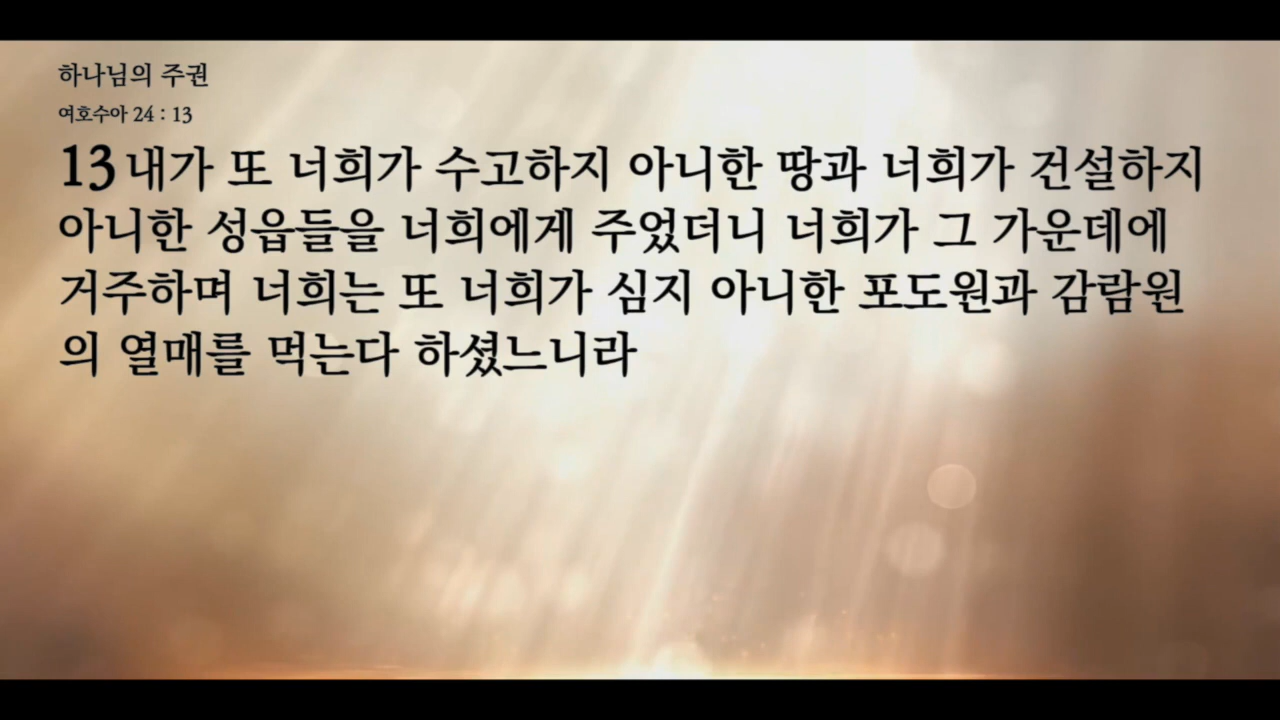 하나님의 주권
여호수아 24 : 13
13 내가 또 너희가 수고하지 아니한 땅과 너희가 건설하지
아니한 성읍들을 너희에게 주었더니 너희가 그 가운데에
거주하며 너희는 또 너희가 심지 아니한 포도원과 감람원
의 열매를 먹는다 하셨느니라